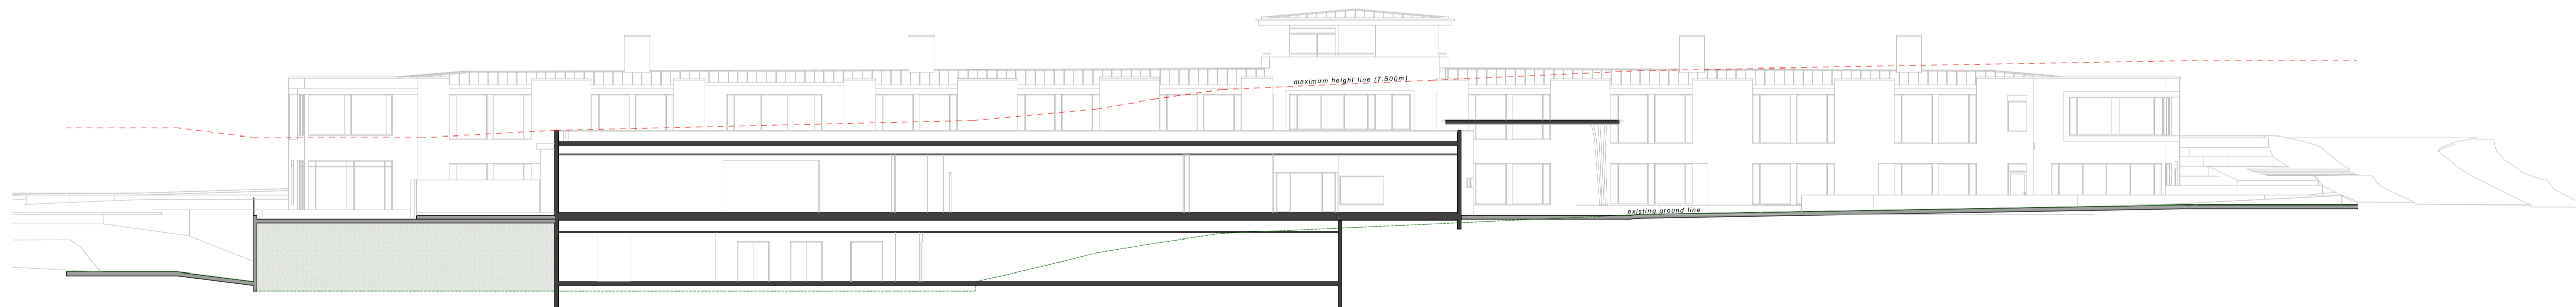 maximum height line (7.500m)
existing ground line